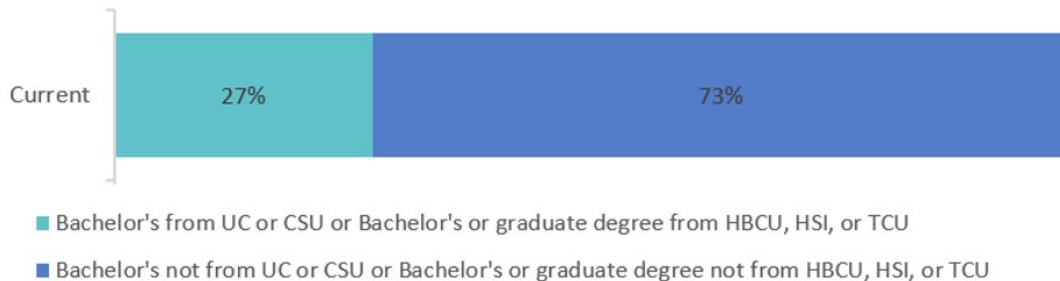 Current 27% 73%
Bachelor's from UC or CSU or Bachelor's or graduate degree from HBCU, HSI, or TCU
Bachelor's not from UC or CSU or Bachelor's or graduate degree not from HBCU, HSI, or TCU